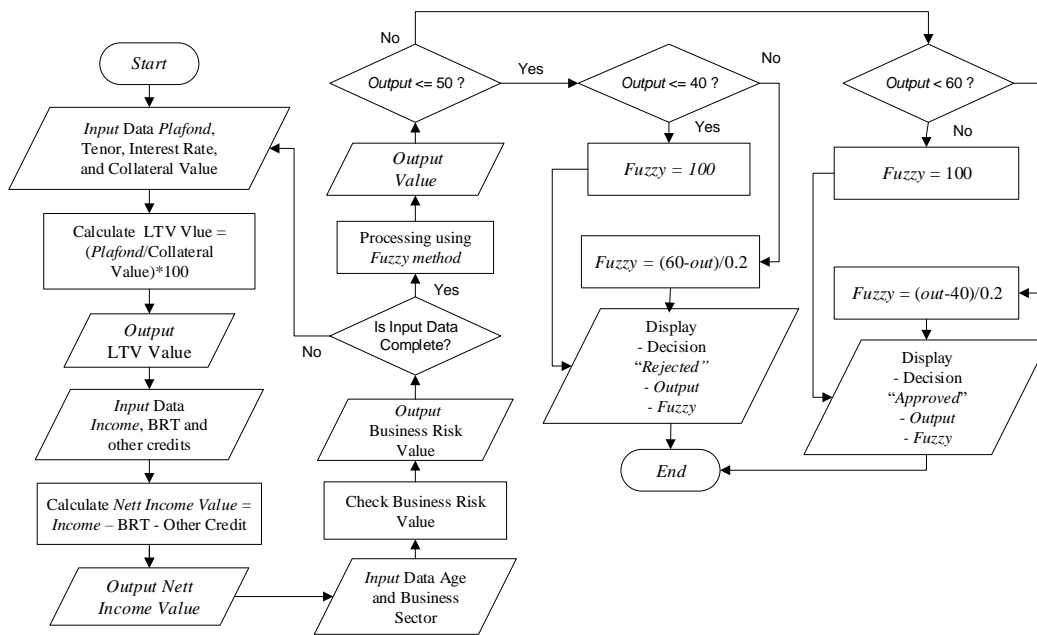 Start
Input Data Plafond,
Tenor, Interest Rate,
and Collateral Value
Calculate LTV Vlue =
(Plafond/Collateral
Value)*100
Output
LTV Value
Input Data
Income, BRT and
other credits
Calculate Nett Income Value =
Income – BRT - Other Credit
Output Nett
Income Value
Input Data Age
and Business
Sector
Check Business Risk
Value
Output
Business Risk
Value
Is Input Data
Complete?
No
Yes
Processing using
Fuzzy method
Output
Value
Output <= 50 ?
No
Yes
Output <= 40 ?
No
Yes
Fuzzy = 100
Fuzzy = (60-out)/0.2
Display
- Decision
“Rejected”
- Output
- Fuzzy
End
Output < 60 ?
No
Fuzzy = 100
Fuzzy = (out-40)/0.2
Display
- Decision
“Approved”
- Output
- Fuzzy